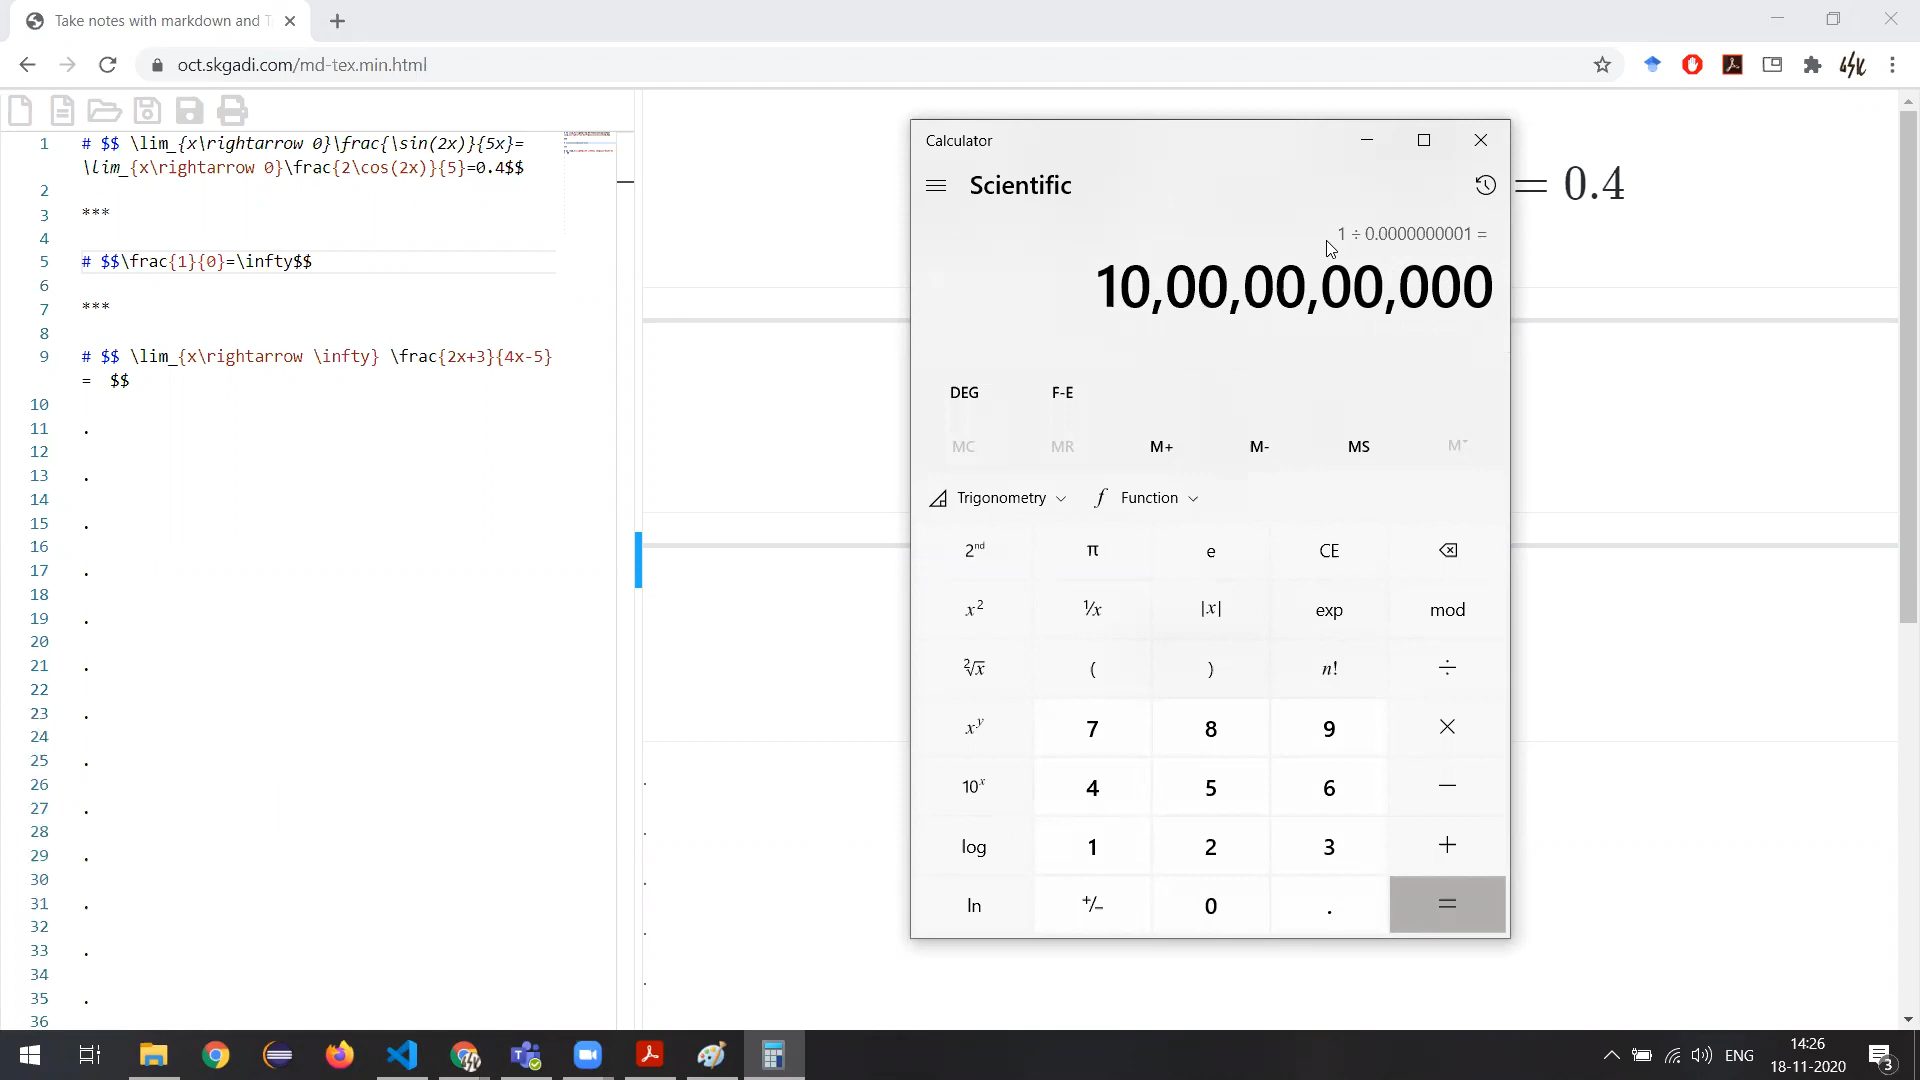 Take notes with markdown and T
oct.skgadi.com/md-tex.min.html
1 # $$ \lim_{x\rightarrow 0}\frac{\sin(2x)}{5x}=
\lim_{x\rightarrow 0}\frac{2\cos(2x)}{5}=0.4$$
2
3 ***
4
5 # $$\frac{1}{0}=\infty$$
6
7 ***
8
9 # $$ \lim_{x\rightarrow \infty} \frac{2x+3}{4x-5}
= $$
10
11 .
12
13 .
14
15 .
16
17 .
18
19 .
20
21 .
22
23 .
24
25 .
26
27 .
28
29 .
30
31 .
32
33 .
34
35 .
36
= 0.4
Calculator
Scientific
1 ÷ 0.0000000001 =
10,00,00,00,000
DEG F-E
MC MR M+ M- MS M˅
Trigonometry f Function
2ⁿᵈ π e CE
x² ¹/x |x| exp mod
²√x ( ) n! ÷
xʸ 7 8 9 ×
10ˣ 4 5 6 −
log 1 2 3 +
ln +/− 0 . =
ENG
14:26
18-11-2020
3